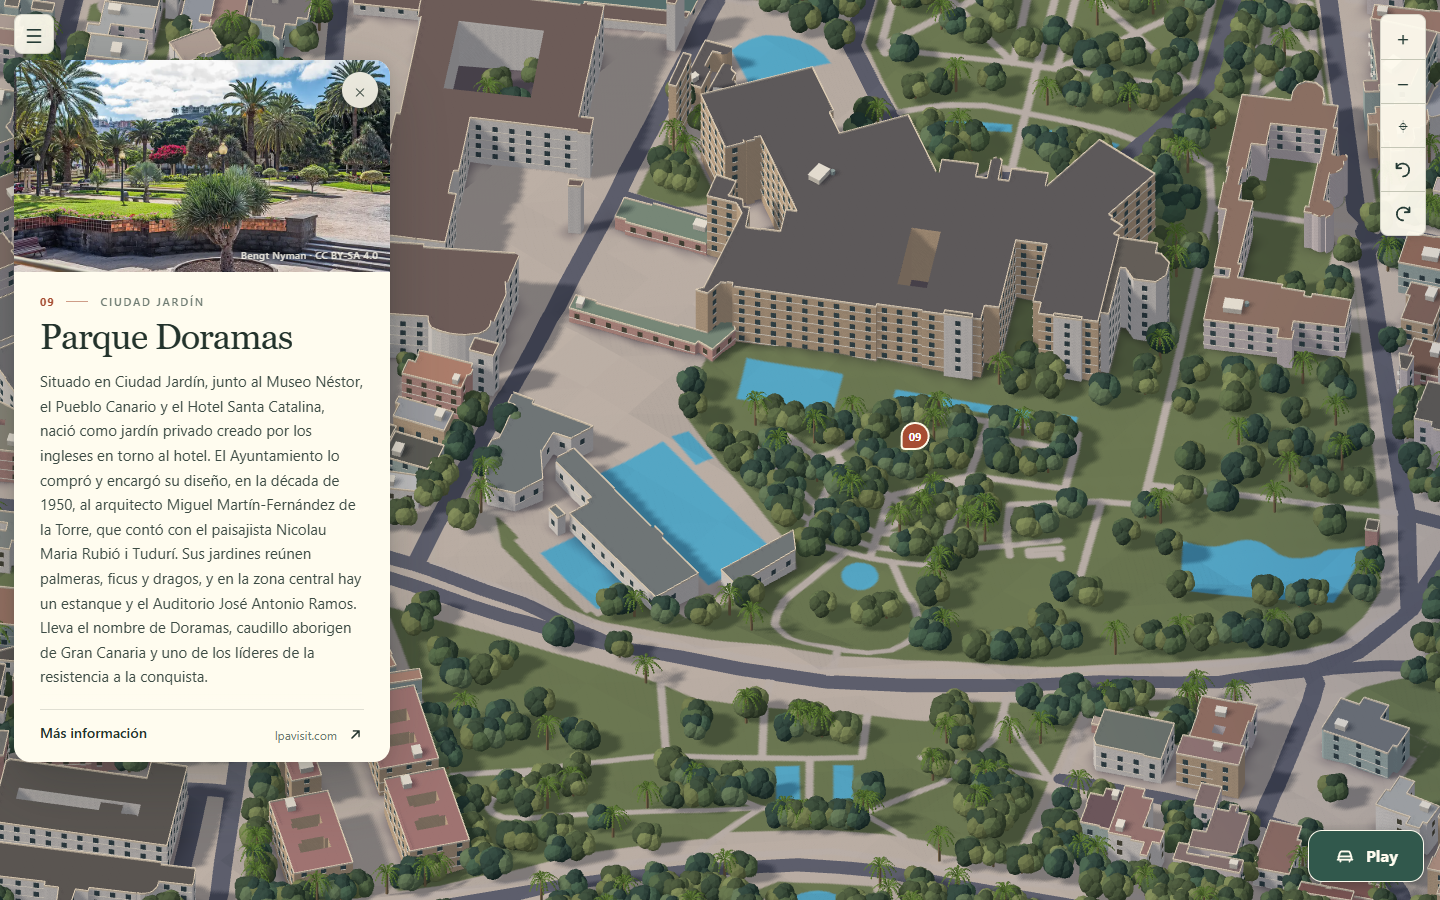 Bengt Nyman · CC BY-SA 4.0
09 CIUDAD JARDÍN
Parque Doramas
Situado en Ciudad Jardín, junto al Museo Néstor,
el Pueblo Canario y el Hotel Santa Catalina,
nació como jardín privado creado por los
ingleses en torno al hotel. El Ayuntamiento lo
compró y encargó su diseño, en la década de
1950, al arquitecto Miguel Martín-Fernández de
la Torre, que contó con el paisajista Nicolau
Maria Rubió i Tudurí. Sus jardines reúnen
palmeras, ficus y dragos, y en la zona central hay
un estanque y el Auditorio José Antonio Ramos.
Lleva el nombre de Doramas, caudillo aborigen
de Gran Canaria y uno de los líderes de la
resistencia a la conquista.
Más información lpavisit.com
09
Play